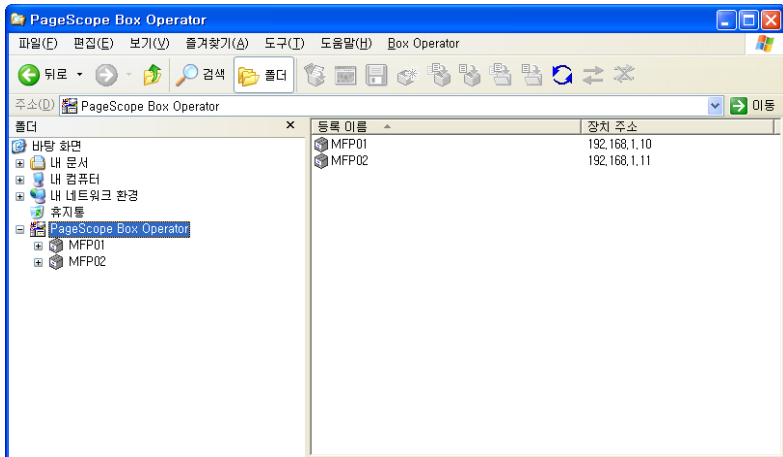 PageScope Box Operator
파일(F) 편집(E) 보기(V) 즐겨찾기(A) 도구(T) 도움말(H) Box Operator
뒤로 검색 폴더
주소(D) PageScope Box Operator 이동
폴더 × 등록 이름 장치 주소
바탕 화면
내 문서
내 컴퓨터
내 네트워크 환경
휴지통
PageScope Box Operator
MFP01
MFP02
MFP01 192,168,1,10
MFP02 192,168,1,11